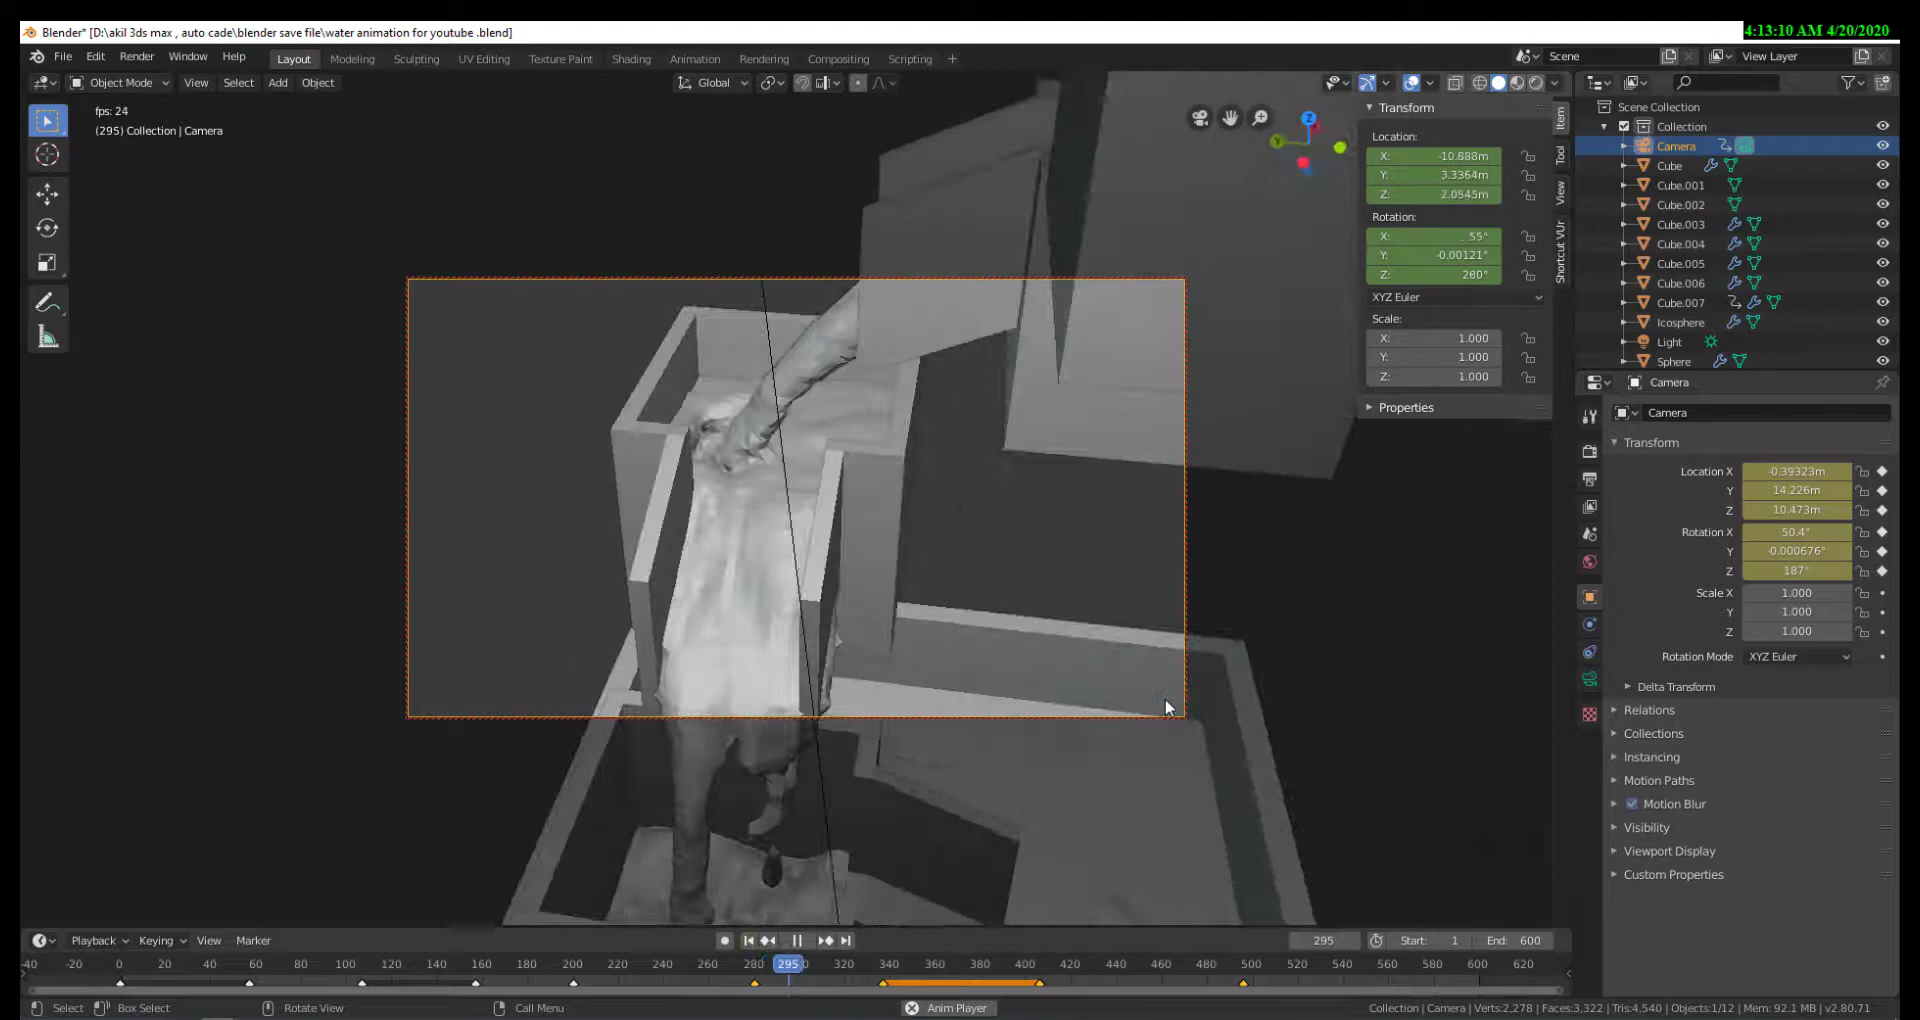 Blender* [D:\akil 3ds max , auto cade\blender save file\water animation for youtube .blend]
4:13:10 AM 4/20/2020
File Edit Render Window Help
Layout Modeling Sculpting UV Editing Texture Paint Shading Animation Rendering Compositing Scripting +
Scene
View Layer
Object Mode View Select Add Object
Global
fps: 24
(295) Collection | Camera
Transform
Location:
X: -10.888m
Y: 3.3364m
Z: -2.0545m
Rotation:
X: 55°
Y: -0.00121°
Z: 260°
XYZ Euler
Scale:
X: 1.000
Y: 1.000
Z: 1.000
Properties
Item
Tool
View
Shortcut VUr
Scene Collection
Collection
Camera
Cube
Cube.001
Cube.002
Cube.003
Cube.004
Cube.005
Cube.006
Cube.007
Icosphere
Light
Sphere
Camera
Camera
Transform
Location X -0.39323m
Y 14.226m
Z 10.473m
Rotation X 50.4°
Y -0.000676°
Z 187°
Scale X 1.000
Y 1.000
Z 1.000
Rotation Mode XYZ Euler
Delta Transform
Relations
Collections
Instancing
Motion Paths
Motion Blur
Visibility
Viewport Display
Custom Properties
Playback Keying View Marker
295 Start: 1 End: 600
-40 -20 0 20 40 60 80 100 120 140 160 180 200 220 240 260 280 295 320 340 360 380 400 420 440 460 480 500 520 540 560 580 600 620
Select Box Select Rotate View Call Menu Anim Player Collection | Camera | Verts:2,278 | Faces:3,322 | Tris:4,540 | Objects:1/12 | Mem: 92.1 MB | v2.80.71